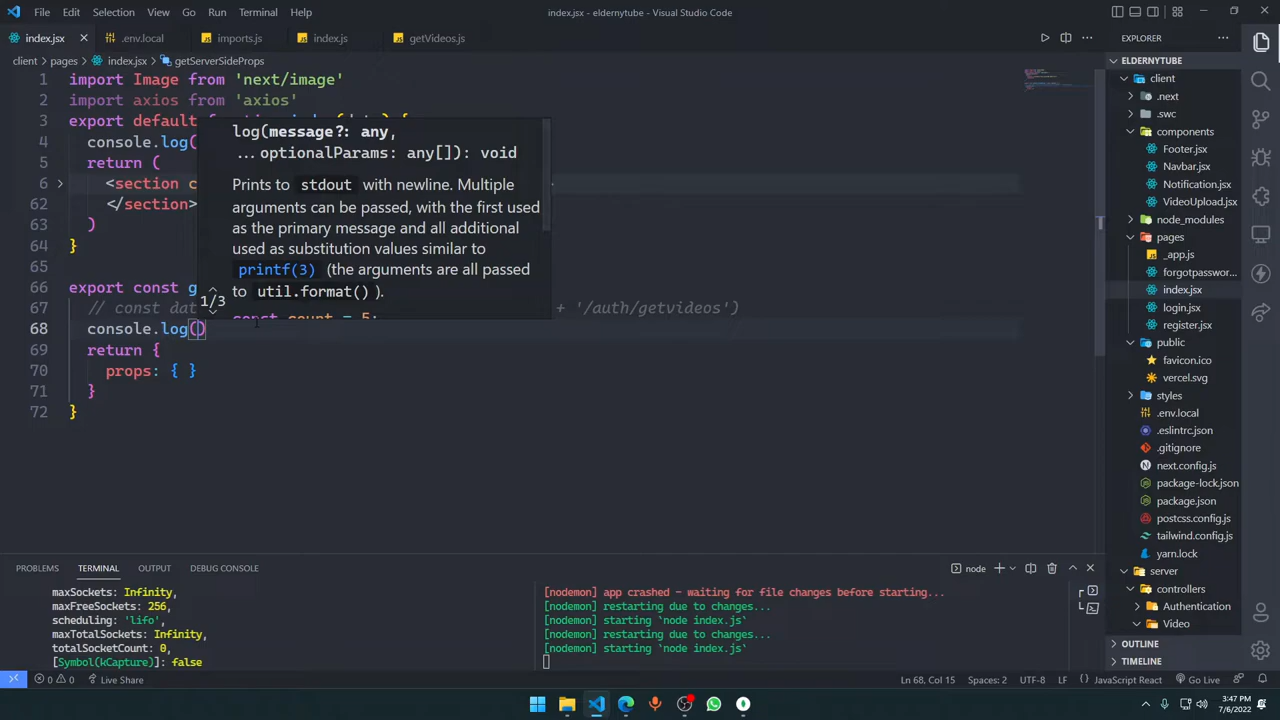 File Edit Selection View Go Run Terminal Help
index.jsx - eldernytube - Visual Studio Code
index.jsx .env.local imports.js index.js getVideos.js
EXPLORER
client pages index.jsx getServerSideProps
1 import Image from 'next/image'
2 import axios from 'axios'
3 export default
4 console.log(
5 return (
6 <section c
62 </section>
63 )
64 }
65
66 export const g
67 // const dat + '/auth/getvideos')
68 console.log()
69 return {
70 props: { }
71 }
72 }
log(message?: any,
...optionalParams: any[]): void
Prints to stdout with newline. Multiple
arguments can be passed, with the first used
as the primary message and all additional
used as substitution values similar to
printf(3) (the arguments are all passed
to util.format() ).
1/3
const count = 5;
ELDERNYTUBE
client
.next
.swc
components
Footer.jsx
Navbar.jsx
Notification.jsx
VideoUpload.jsx
node_modules
pages
_app.js
forgotpasswor...
index.jsx
login.jsx
register.jsx
public
favicon.ico
vercel.svg
styles
.env.local
.eslintrc.json
.gitignore
next.config.js
package-lock.json
package.json
postcss.config.js
tailwind.config.js
yarn.lock
server
controllers
Authentication
Video
OUTLINE
TIMELINE
PROBLEMS TERMINAL OUTPUT DEBUG CONSOLE
node
maxSockets: Infinity,
maxFreeSockets: 256,
scheduling: 'lifo',
maxTotalSockets: Infinity,
totalSocketCount: 0,
[Symbol(kCapture)]: false
[nodemon] app crashed - waiting for file changes before starting...
[nodemon] restarting due to changes...
[nodemon] starting `node index.js`
[nodemon] restarting due to changes...
[nodemon] starting `node index.js`
0 0 Live Share
Ln 68, Col 15 Spaces: 2 UTF-8 LF JavaScript React Go Live
3:47 PM
7/6/2022